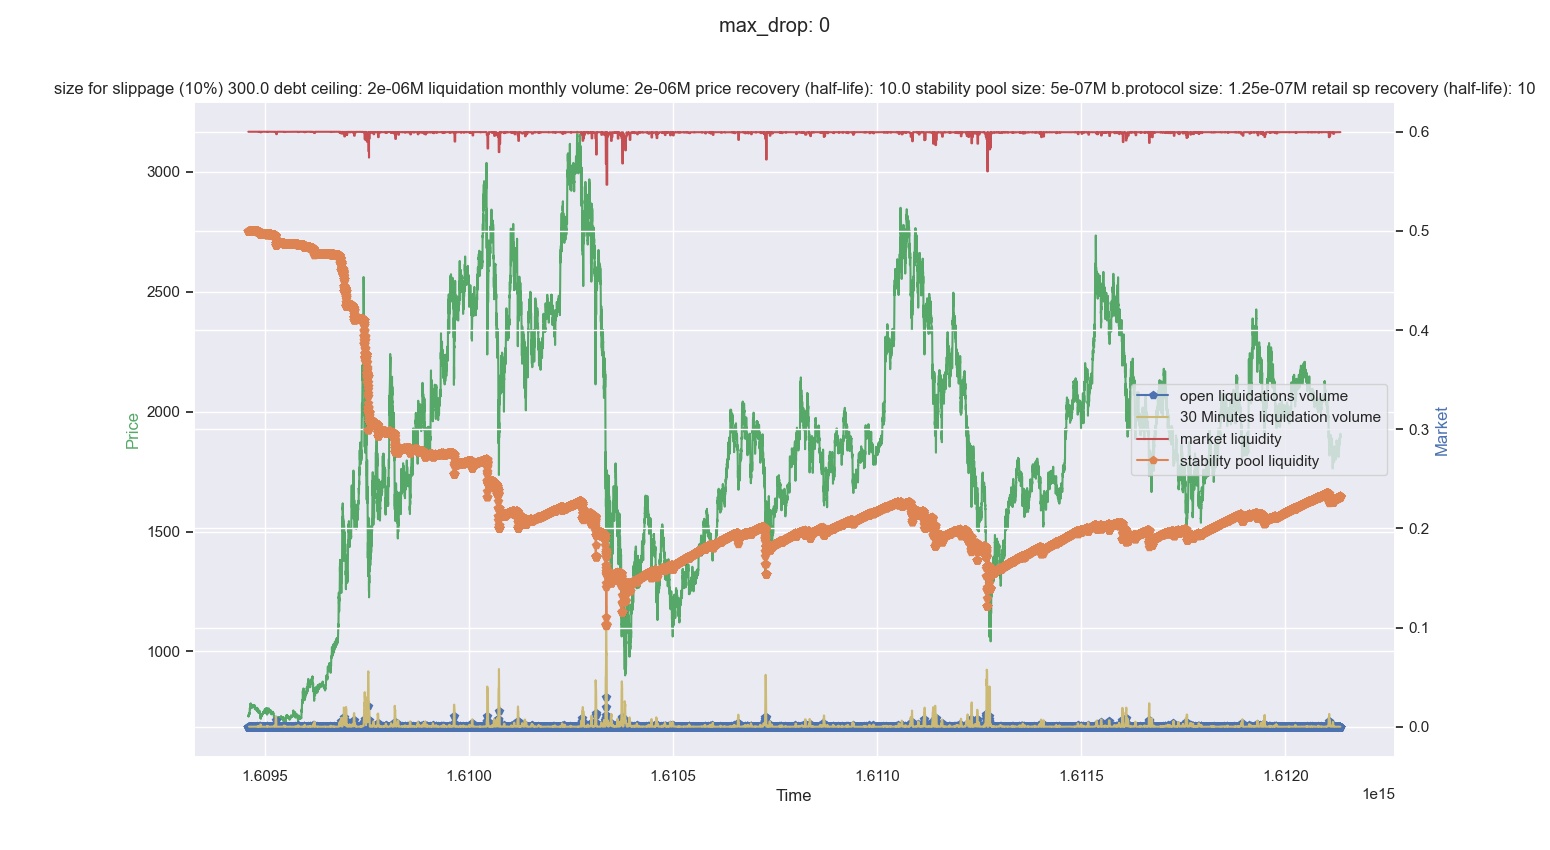 max_drop: 0
size for slippage (10%) 300.0 debt ceiling: 2e-06M liquidation monthly volume: 2e-06M price recovery (half-life): 10.0 stability pool size: 5e-07M b.protocol size: 1.25e-07M retail sp recovery (half-life): 10
0.6
3000
0.5
2500
0.4
open liquidations volume
2000
30 Minutes liquidation volume
Price
0.3
Market
market liquidity
stability pool liquidity
1500
0.2
1000
0.1
0.0
1.6095 1.6100 1.6105 1.6110 1.6115 1.6120
Time
1e15